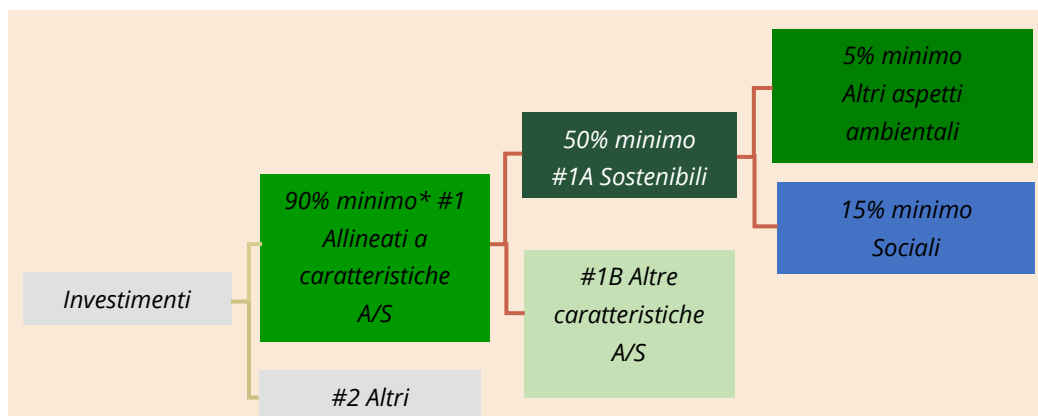 Investimenti
90% minimo* #1
Allineati a
caratteristiche
A/S
#2 Altri
50% minimo
#1A Sostenibili
#1B Altre
caratteristiche
A/S
5% minimo
Altri aspetti
ambientali
15% minimo
Sociali